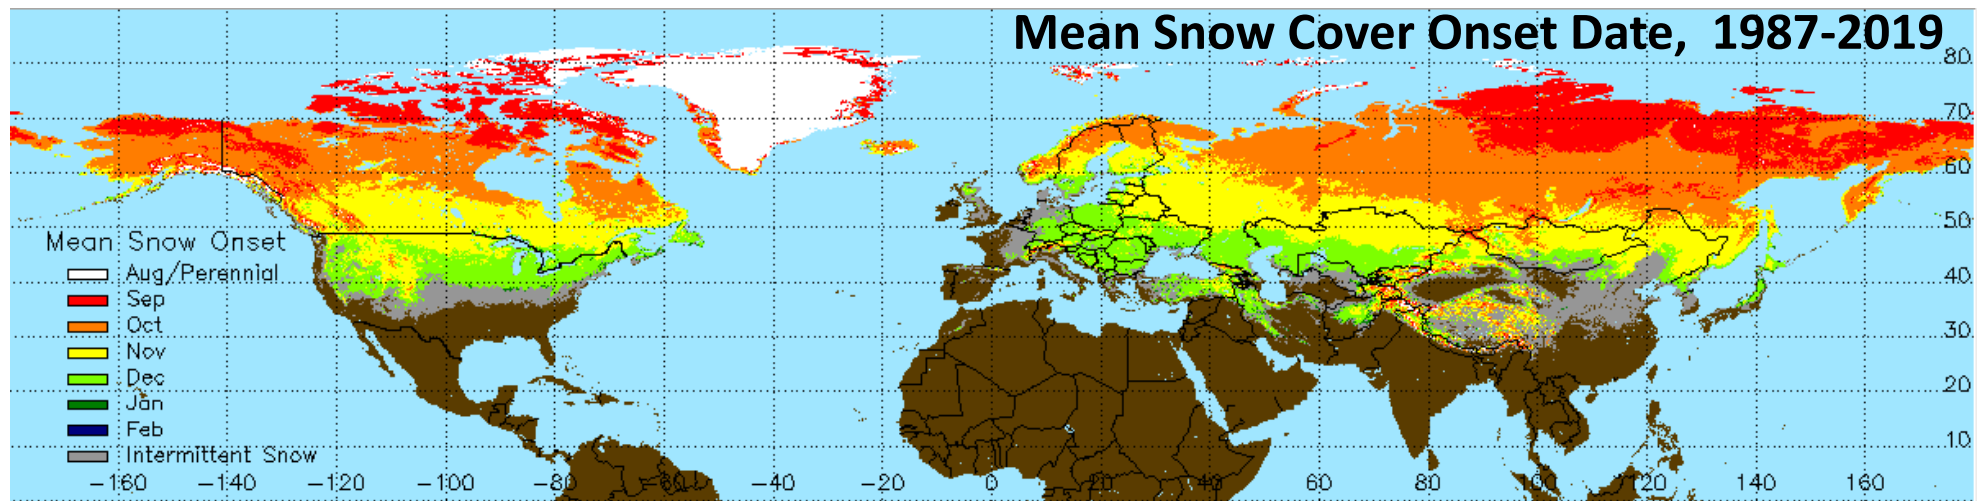 Mean Snow Cover Onset Date,  1987-2019
80
70
60
50
Mean Snow Onset
Aug/Perennial
Sep
Oct
40
Nov
30
Dec
20
Jan
Feb
10
Intermittent Snow
-160 -140 -120 -100 -80 -60 -40 -20 0 20 40 60 80 100 120 140 160